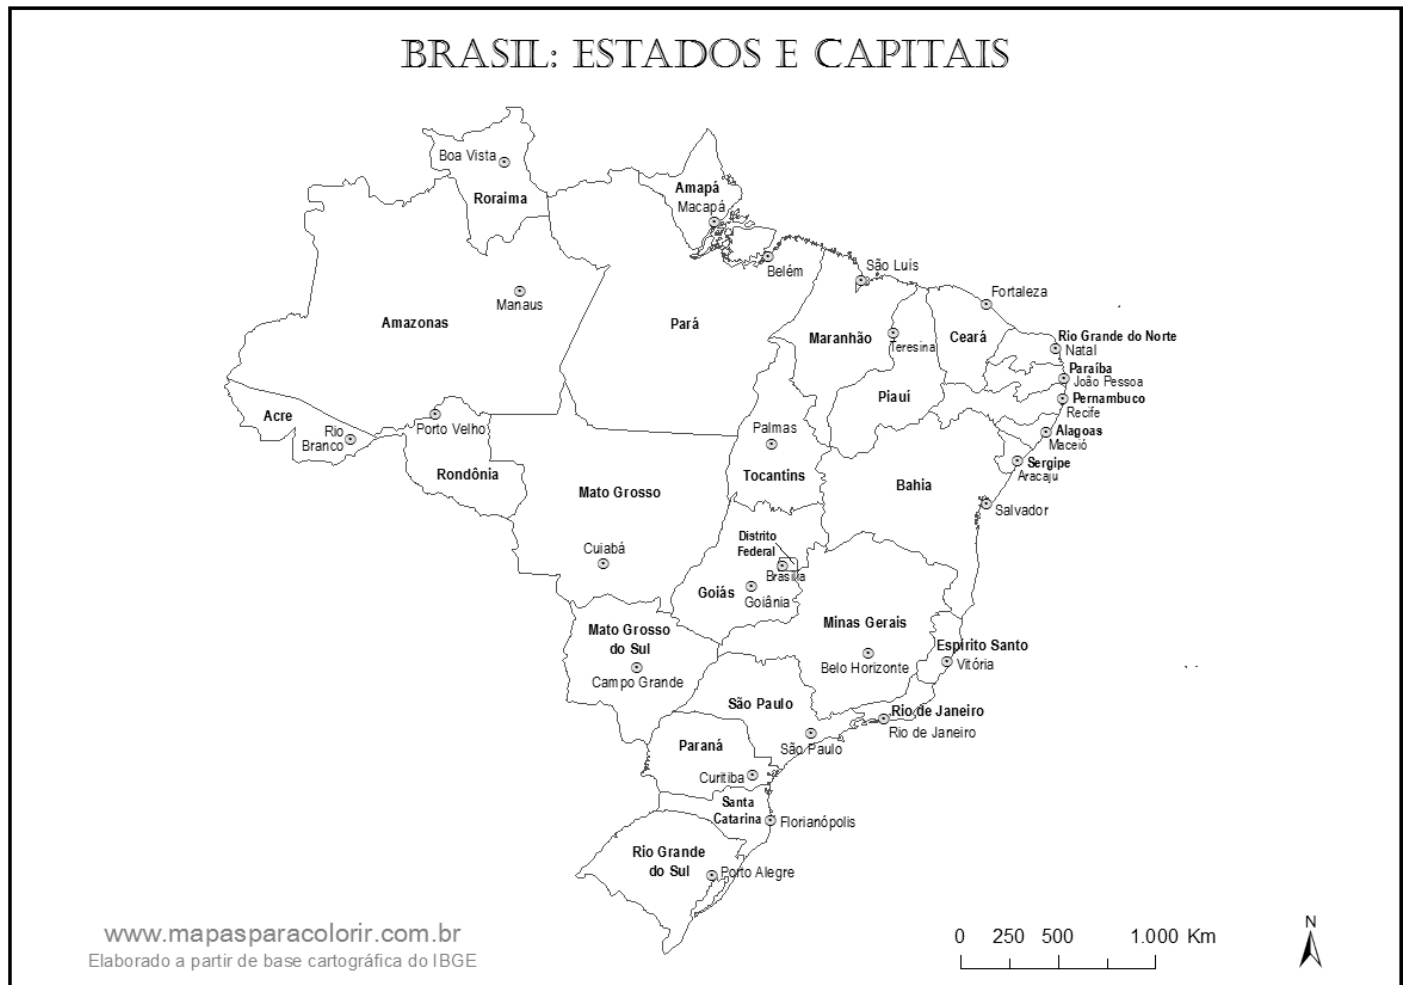 BRASIL: ESTADOS E CAPITAIS
Boa Vista
Roraima
Amapá
Macapá
Belém
São Luis
Fortaleza
Manaus
Amazonas
Pará
Maranhão
Teresina
Ceará
Rio Grande do Norte
Natal
Paraíba
João Pessoa
Piauí
Pernambuco
Recife
Acre
Rio
Branco
Porto Velho
Palmas
Alagoas
Maceió
Rondônia
Tocantins
Sergipe
Aracaju
Mato Grosso
Bahia
Salvador
Distrito
Federal
Cuiabá
Brasília
Goiás
Goiânia
Mato Grosso
do Sul
Minas Gerais
Espírito Santo
Campo Grande
Belo Horizonte
Vitória
São Paulo
Rio de Janeiro
Rio de Janeiro
Paraná
São Paulo
Curitiba
Santa
Catarina
Florianópolis
Rio Grande
do Sul
Porto Alegre
www.mapasparacolorir.com.br
Elaborado a partir de base cartográfica do IBGE
0 250 500 1.000 Km
N